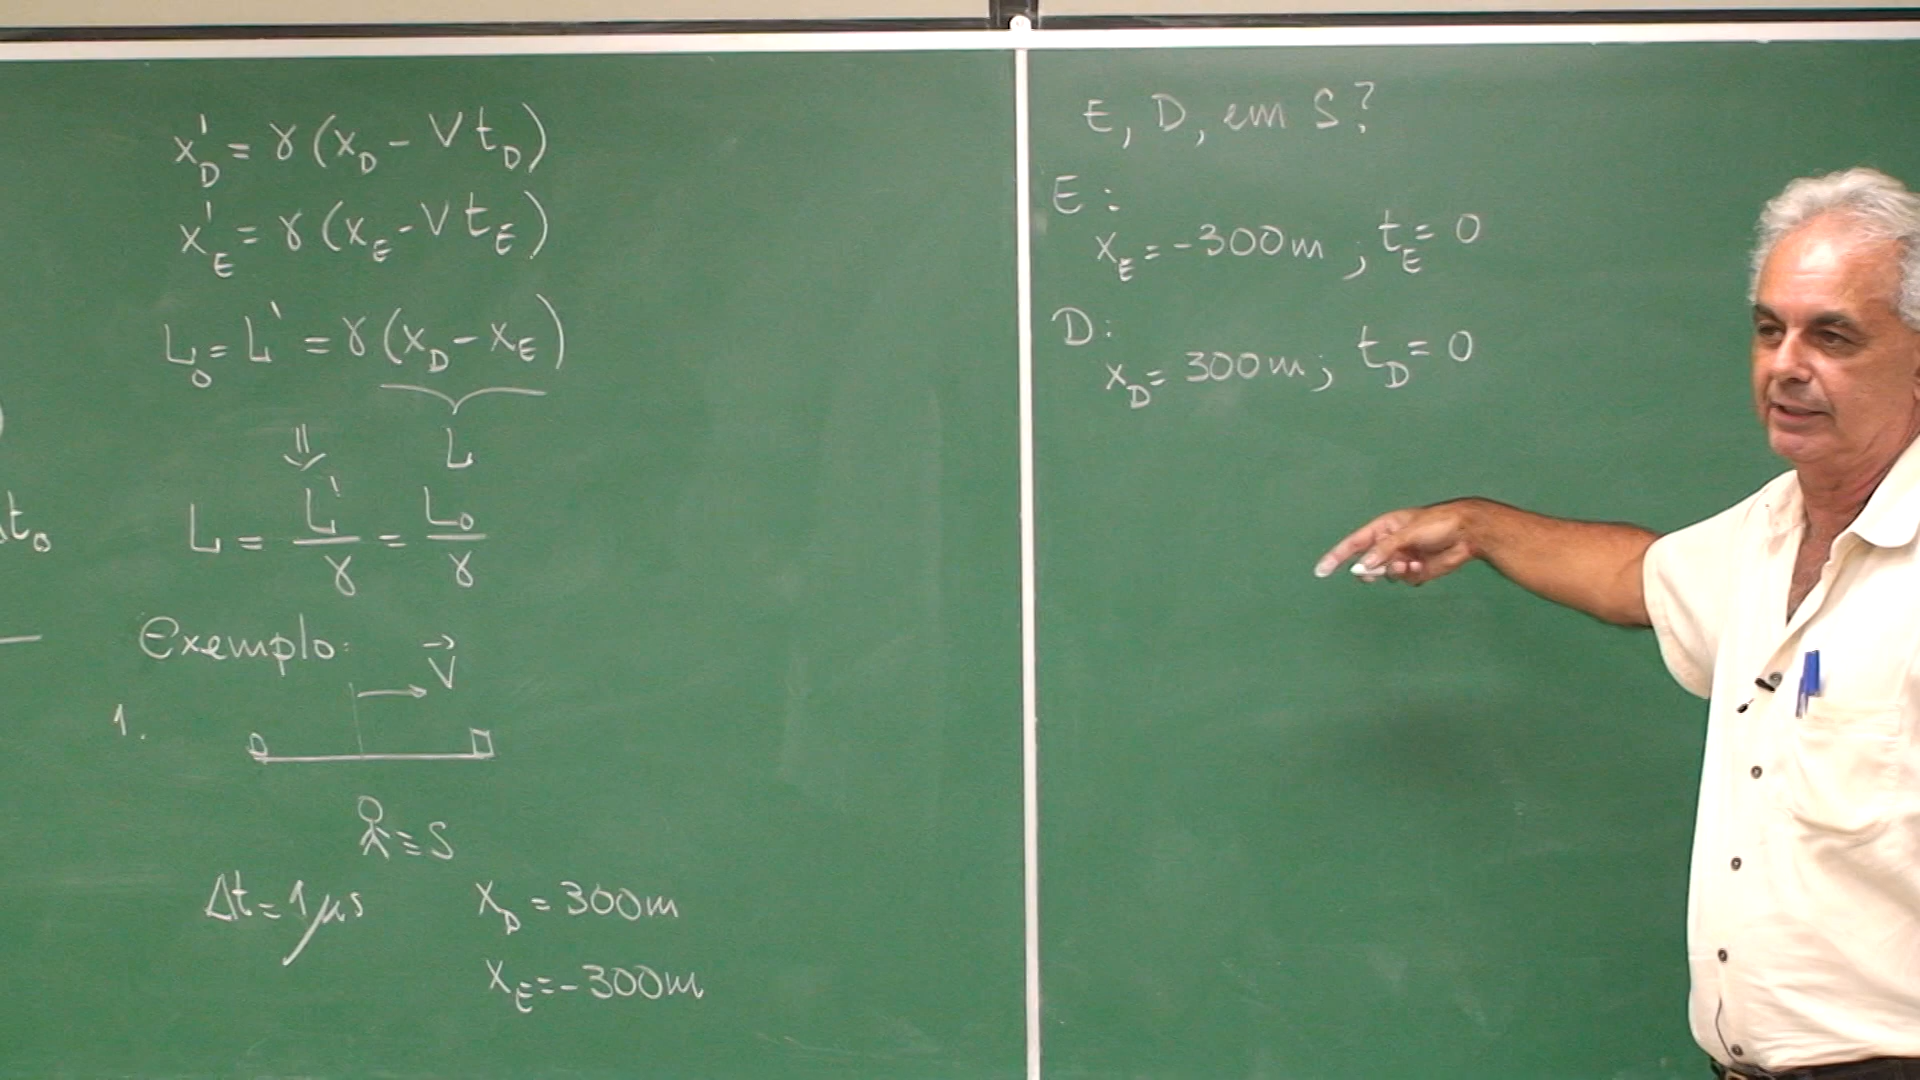 x'_D = γ(x_D - V t_D)
x'_E = γ(x_E - V t_E)
L_0 = L' = γ(x_D - x_E)
⇓ L
L = L'/γ = L_0/γ
Δt_0
Exemplo:
V⃗
1.
≡ S
Δt = 1μs x_D = 300m
x_E = -300m
E, D, em S?
E:
x_E = -300m ; t_E = 0
D:
x_D = 300m ; t_D = 0